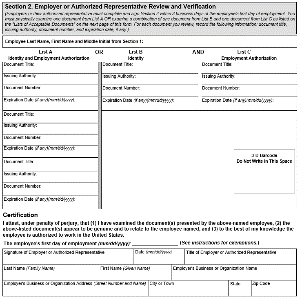 Section 2. Employer or Authorized Representative Review and Verification
(Employers or their authorized representative must complete and sign Section 2 within 3 business days of the employee's first day of employment. You
must physically examine one document from List A OR examine a combination of one document from List B and one document from List C as listed on
the "Lists of Acceptable Documents" on the next page of this form. For each document you review, record the following information: document title,
issuing authority, document number, and expiration date, if any.)
Employee Last Name, First Name and Middle Initial from Section 1:
List A OR List B AND List C
Identity and Employment Authorization Identity Employment Authorization
Document Title: Document Title: Document Title:
Issuing Authority: Issuing Authority: Issuing Authority:
Document Number: Document Number: Document Number:
Expiration Date (if any)(mm/dd/yyyy): Expiration Date (if any)(mm/dd/yyyy): Expiration Date (if any)(mm/dd/yyyy):
Document Title:
Issuing Authority:
Document Number:
Expiration Date (if any)(mm/dd/yyyy):
3-D Barcode
Do Not Write in This Space
Document Title:
Issuing Authority:
Document Number:
Expiration Date (if any)(mm/dd/yyyy):
Certification
I attest, under penalty of perjury, that (1) I have examined the document(s) presented by the above-named employee, (2) the
above-listed document(s) appear to be genuine and to relate to the employee named, and (3) to the best of my knowledge the
employee is authorized to work in the United States.
The employee's first day of employment (mm/dd/yyyy): (See instructions for exemptions.)
Signature of Employer or Authorized Representative Date (mm/dd/yyyy) Title of Employer or Authorized Representative
Last Name (Family Name) First Name (Given Name) Employer's Business or Organization Name
Employer's Business or Organization Address (Street Number and Name) City or Town State Zip Code